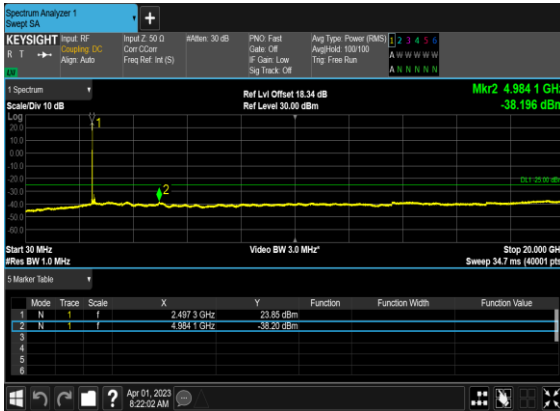 Spectrum Analyzer 1
Swept SA
+
KEYSIGHT Input: RF Input Z: 50 Ω #Atten: 30 dB PNO: Fast Avg Type: Power (RMS) 1 2 3 4 5 6
R T Coupling: DC Corr CCorr Gate: Off Avg|Hold: 100/100 A W W W W W
Align: Auto Freq Ref: Int (S) IF Gain: Low Trig: Free Run
Sig Track: Off A N N N N N
1 Spectrum
Ref Lvl Offset 18.34 dB Mkr2 4.984 1 GHz
Scale/Div 10 dB Ref Level 30.00 dBm -38.196 dBm
Log
1
20.0
10.0
0.00
-10.0
-20.0
DL1 -25.00 dBm
-30.0
2
-40.0
-50.0
-60.0
Start 30 MHz Video BW 3.0 MHz* Stop 20.000 GHz
#Res BW 1.0 MHz Sweep 34.7 ms (40001 pts)
5 Marker Table
Mode Trace Scale X Y Function Function Width Function Value
1 N 1 f 2.497 3 GHz 23.85 dBm
2 N 1 f 4.984 1 GHz -38.20 dBm
3
4
5
6
? Apr 01, 2023
8:22:02 AM